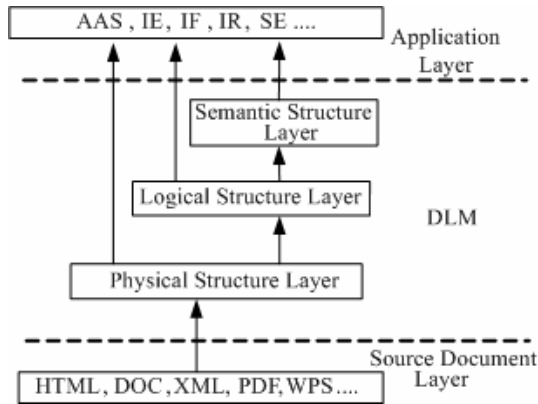 AAS , IE, IF, IR, SE ....
Application
Layer
Semantic Structure
Layer
Logical Structure Layer
DLM
Physical Structure Layer
Source Document
Layer
HTML, DOC ,XML, PDF,WPS....